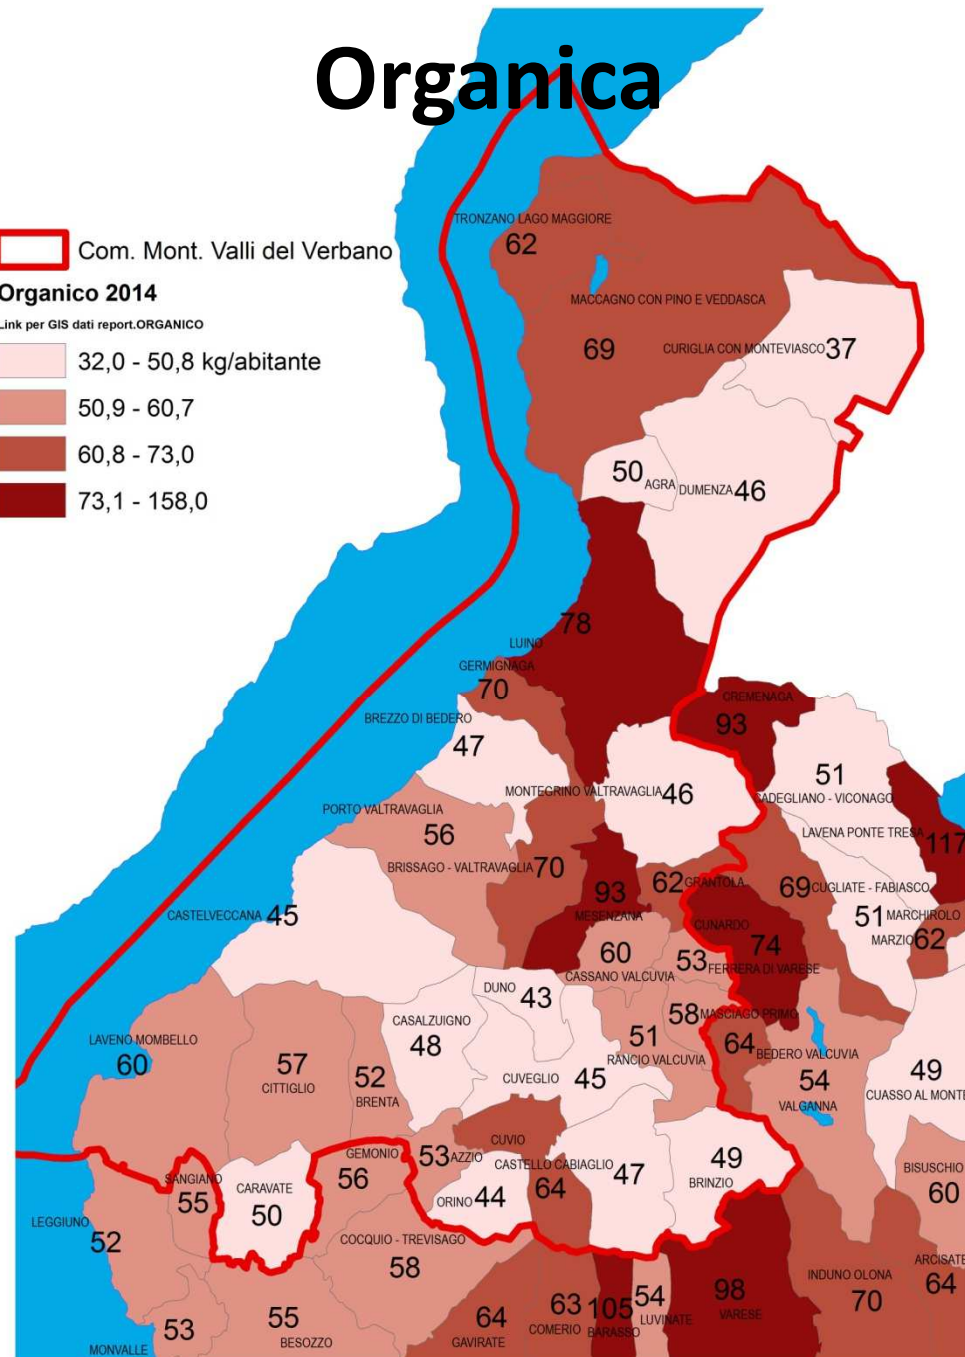 Organica
Com. Mont. Valli del Verbano
Organico 2014
Link per GIS dati report.ORGANICO
32,0 - 50,8 kg/abitante
50,9 - 60,7
60,8 - 73,0
73,1 - 158,0
TRONZANO LAGO MAGGIORE
62
MACCAGNO CON PINO E VEDDASCA
69
CURIGLIA CON MONTEVIASCO 37
50 AGRA
DUMENZA 46
78
LUINO
GERMIGNAGA
70
CREMENAGA
93
BREZZO DI BEDERO
47
51
CADEGLIANO - VICONAGO
MONTEGRINO VALTRAVAGLIA 46
PORTO VALTRAVAGLIA
56
LAVENA PONTE TRESA 117
BRISSAGO - VALTRAVAGLIA 70
62 GRANTOLA
69 CUGLIATE - FABIASCO
93
MESENZANA
CASTELVECCANA 45
51 MARCHIROLO
MARZIO 62
CUNARDO
74
FERRERA DI VARESE
60
CASSANO VALCUVIA
53
DUNO
43
CASALZUIGNO
48
58 MASCIAGO PRIMO
51
RANCIO VALCUVIA
64 BEDERO VALCUVIA
LAVENO MOMBELLO
60
57
CITTIGLIO
52
BRENTA
CUVEGLIO 45
54
VALGANNA
49
CUASSO AL MONTE
CUVIO
GEMONIO
56
53 AZZIO
CASTELLO CABIAGLIO
64
47
49
BRINZIO
BISUSCHIO
60
SANGIANO
55
CARAVATE
50
ORINO 44
LEGGIUNO
52
COCQUIO - TREVISAGO
58
ARCISATE
64
INDUNO OLONA
70
53
MONVALLE
55
BESOZZO
64
GAVIRATE
63
COMERIO
105
BARASSO
54
LUVINATE
98
VARESE